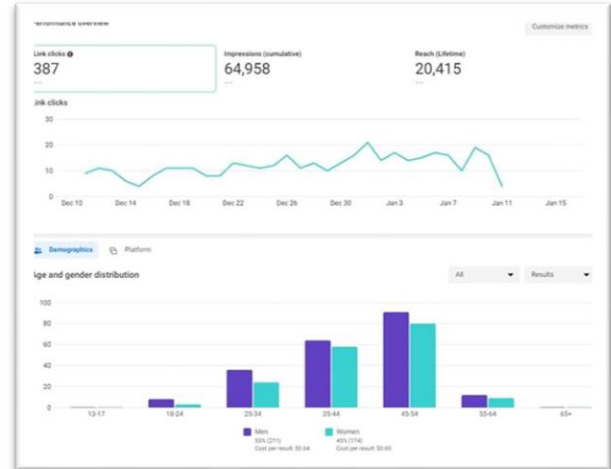 Performance overview
Customize metrics
Link clicks
Impressions (cumulative)
Reach (Lifetime)
387
64,958
20,415
Link clicks
30
20
10
0
Dec 10 Dec 14 Dec 18 Dec 22 Dec 26 Dec 30 Jan 3 Jan 7 Jan 11 Jan 15
Demographics Platform
Age and gender distribution
All
Results
100
80
60
40
20
0
13-17 25-34 35-44 45-54 55-64 65+
Men
55% (211)
Cost per result: $0.64
Women
45% (174)
Cost per result: $0.65